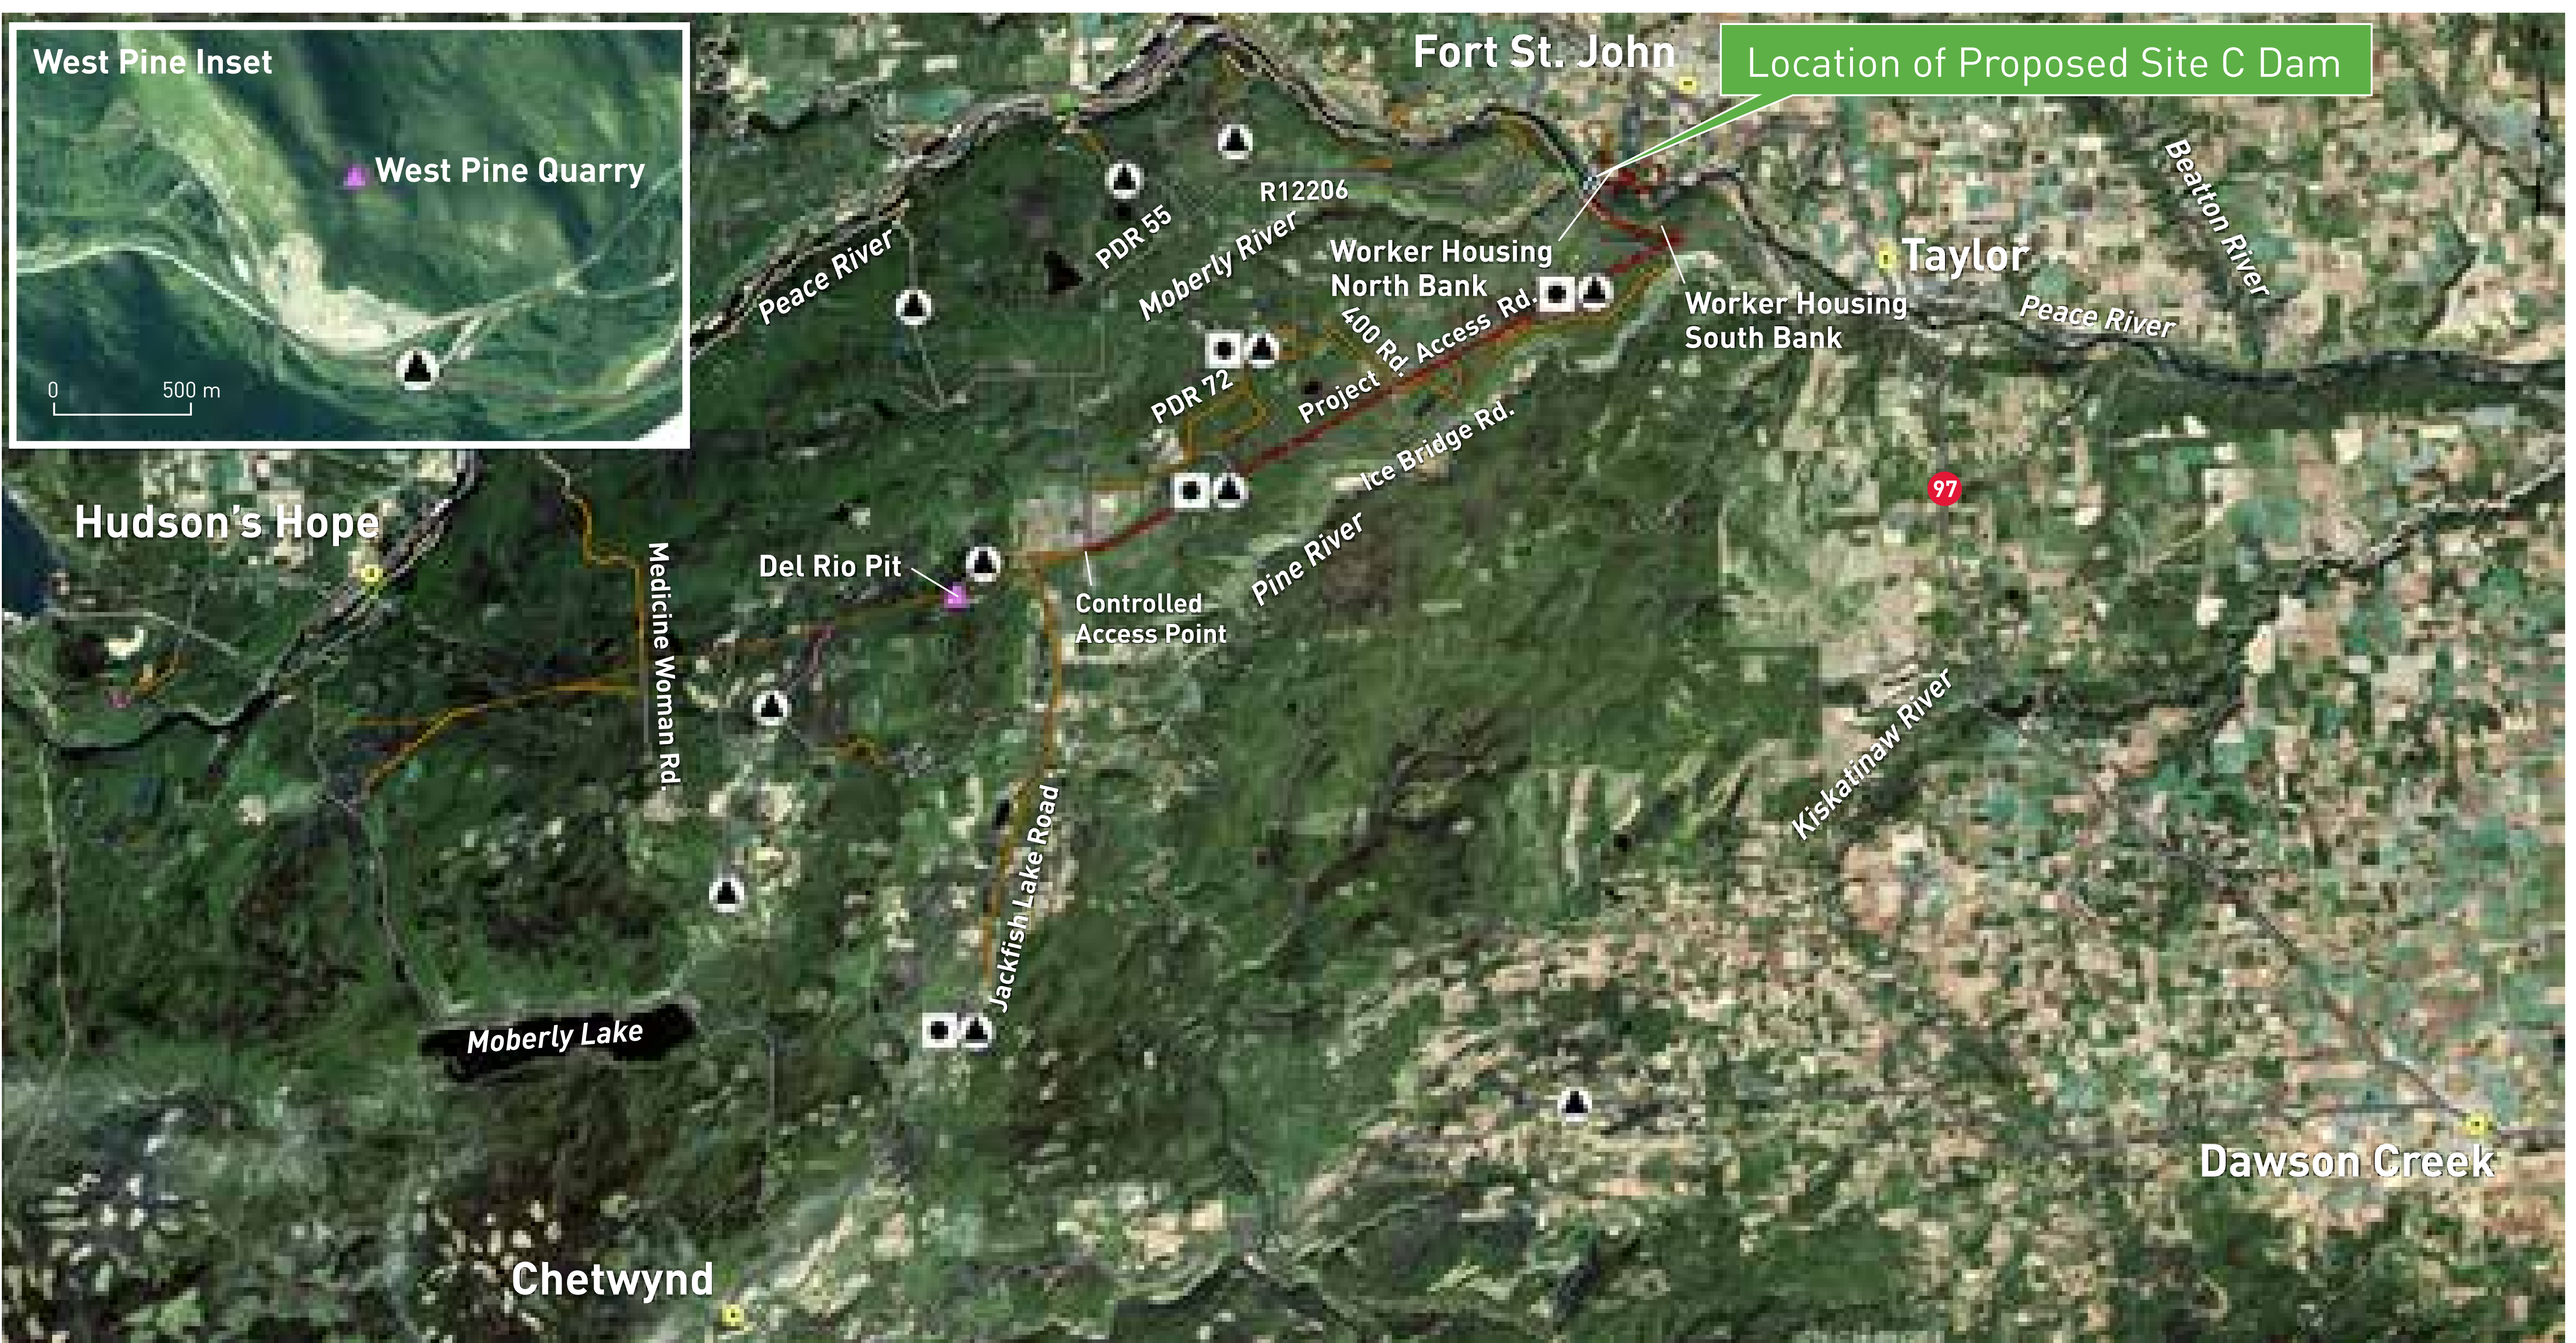 West Pine Inset
West Pine Quarry
0 500 m
Fort St. John
Location of Proposed Site C Dam
Beatton River
R12206
PDR 55
Moberly River
Peace River
Worker Housing
North Bank
Taylor
Worker Housing
South Bank
Peace River
400 Rd.
Project Access Rd.
PDR 72
Ice Bridge Rd.
97
Hudson's Hope
Pine River
Medicine Woman Rd.
Del Rio Pit
Controlled
Access Point
Kiskatinaw River
Jackfish Lake Road
Moberly Lake
Dawson Creek
Chetwynd